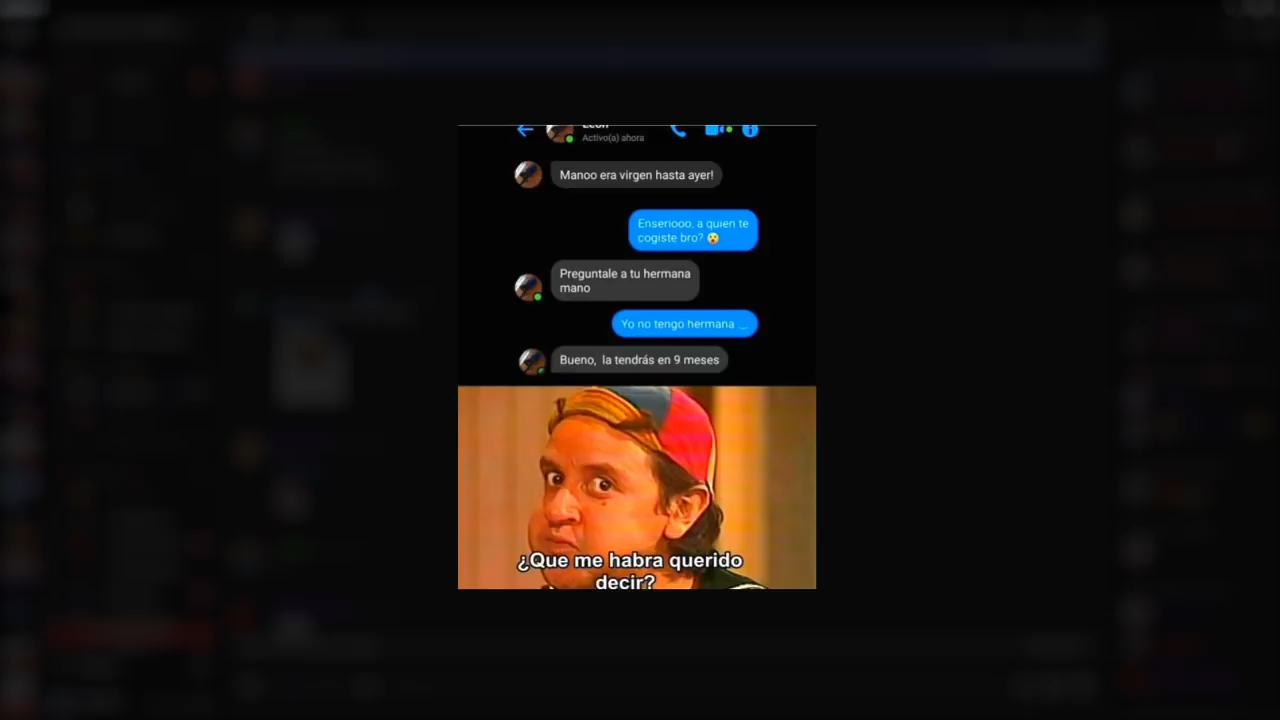 Activo(a) ahora
Manoo era virgen hasta ayer!
Enseriooo, a quien te
cogiste bro? 😮
Preguntale a tu hermana
mano
Yo no tengo hermana ._.
Bueno, la tendrás en 9 meses
¿Que me habra querido
decir?